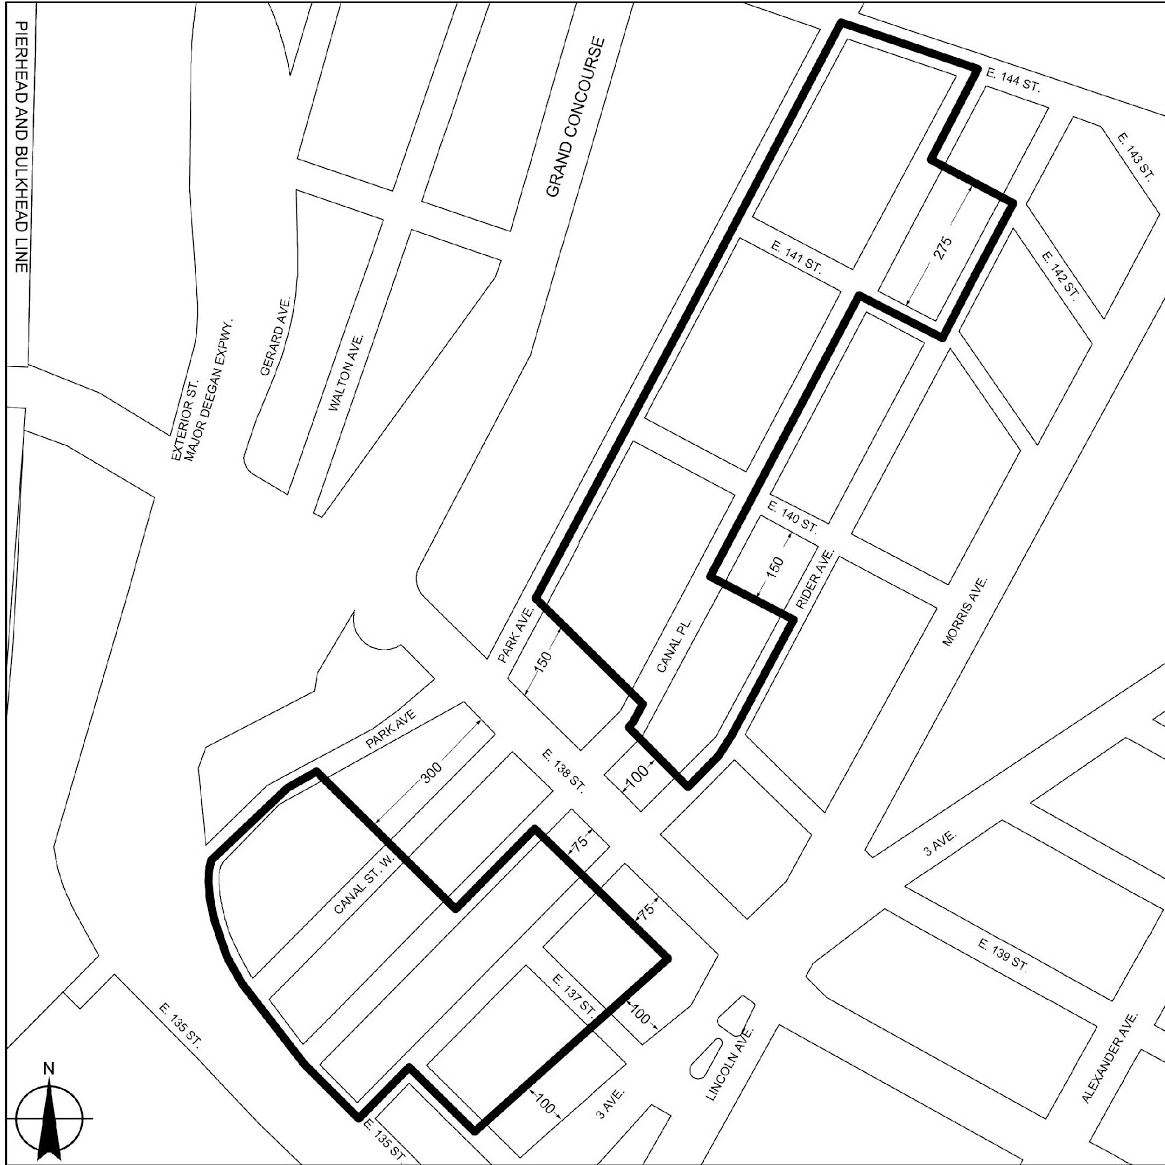 PIERHEAD AND BULKHEAD LINE
GRAND CONCOURSE
E. 144 ST.
E. 143 ST.
E. 142 ST.
275
E. 141 ST.
GERARD AVE.
WALTON AVE.
EXTERIOR ST.
MAJOR DEEGAN EXPWY.
E. 140 ST.
150
RIDER AVE.
MORRIS AVE.
PARK AVE.
150
CANAL PL.
PARK AVE
300
E. 138 ST.
100
3 AVE.
75
CANAL ST. W.
75
E. 139 ST.
E. 137 ST.
100
E. 135 ST.
LINCOLN AVE.
ALEXANDER AVE.
N
100
3 AVE.
E. 135 ST.